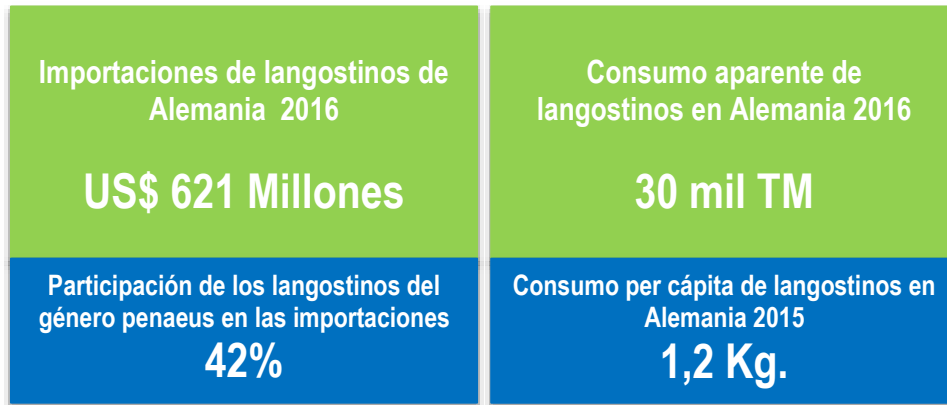 Importaciones de langostinos de
Alemania 2016
US$ 621 Millones
Participación de los langostinos del
género penaeus en las importaciones
42%
Consumo aparente de
langostinos en Alemania 2016
30 mil TM
Consumo per cápita de langostinos en
Alemania 2015
1,2 Kg.